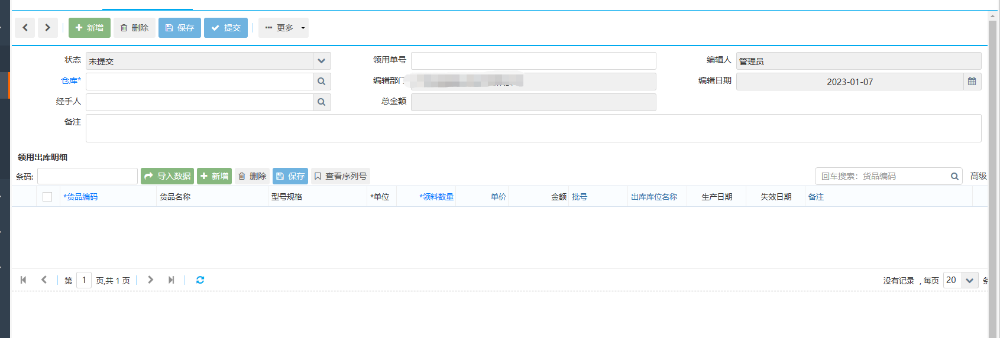 新增 删除 保存 提交 更多
状态 未提交 领用单号 编辑人 管理员
仓库* 编辑部门 编辑日期 2023-01-07
经手人 总金额
备注
领用出库明细
条码: 导入数据 新增 删除 保存 查看序列号 回车搜索：货品编码 高级
*货品编码 货品名称 型号规格 *单位 *领料数量 单价 金额 批号 出库库位名称 生产日期 失效日期 备注
第 1 页,共 1 页 没有记录 , 每页 20